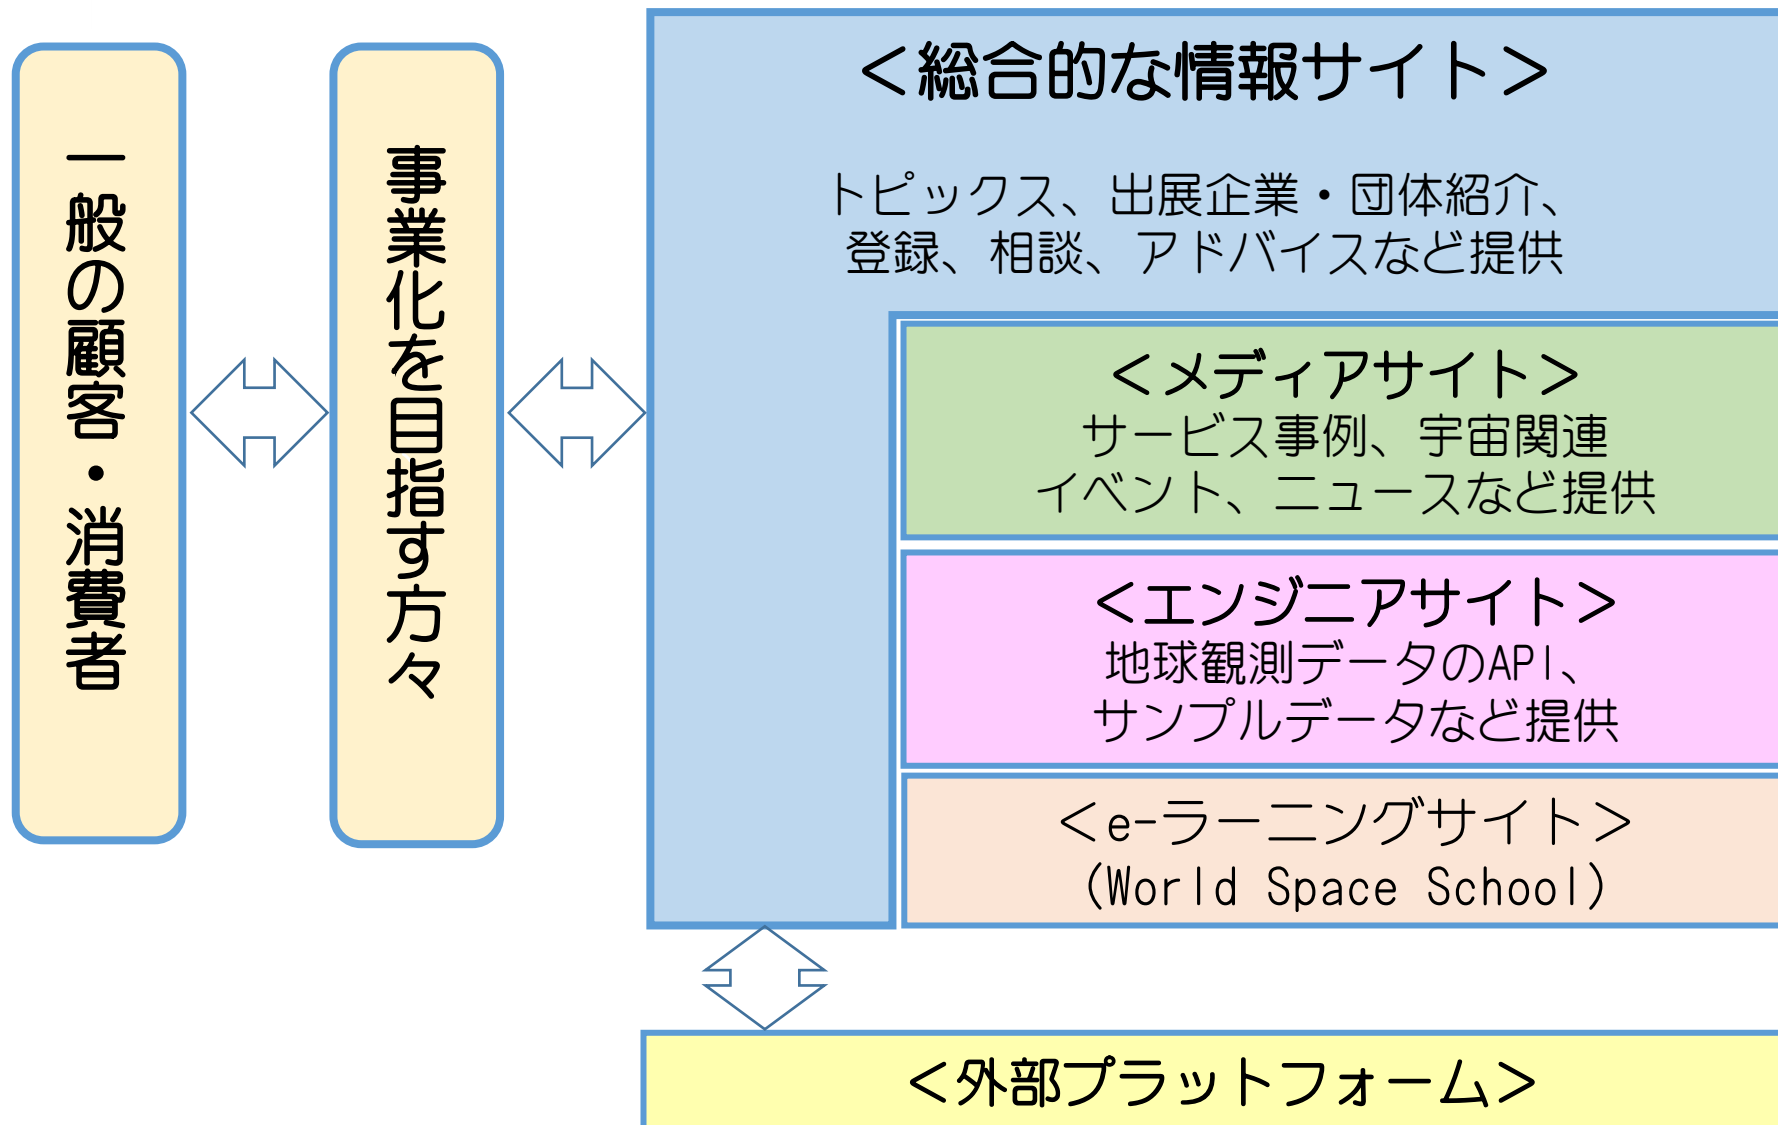 一般の顧客・消費者
事業化を目指す方々
＜総合的な情報サイト＞
トピックス、出展企業・団体紹介、
登録、相談、アドバイスなど提供
＜メディアサイト＞
サービス事例、宇宙関連
イベント、ニュースなど提供
＜エンジニアサイト＞
地球観測データのAPI、
サンプルデータなど提供
＜e-ラーニングサイト＞
(World Space School)
＜外部プラットフォーム＞